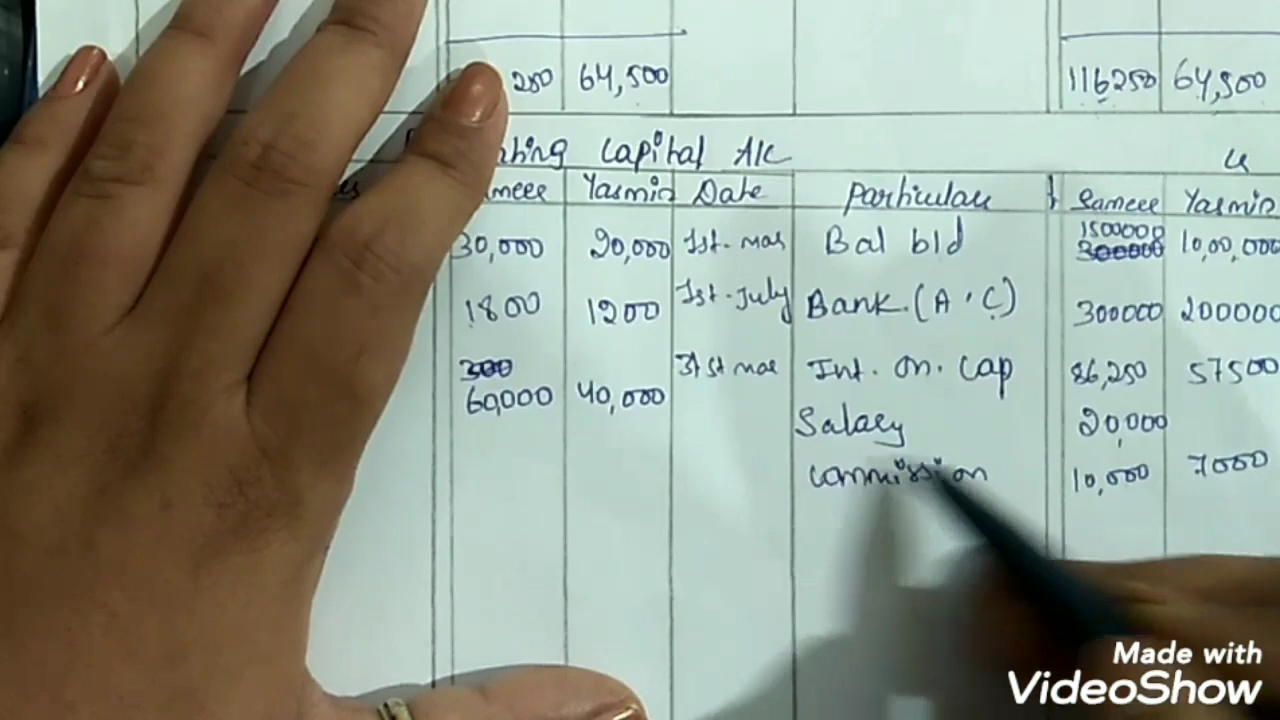 250 64,500 116250 64,500
Capital A/c
Yasmin Date Particulars Sameer Yasmin
30,000 20,000 1st. mar Bal b/d 1500000 10,00,000
1800 1200 1st. July Bank. (A.C) 300000 200000
31st mar Int. on. Cap 86,250 57500
60,000 40,000
Salary 20,000
Commission 10,000 7000
Made with
VideoShow